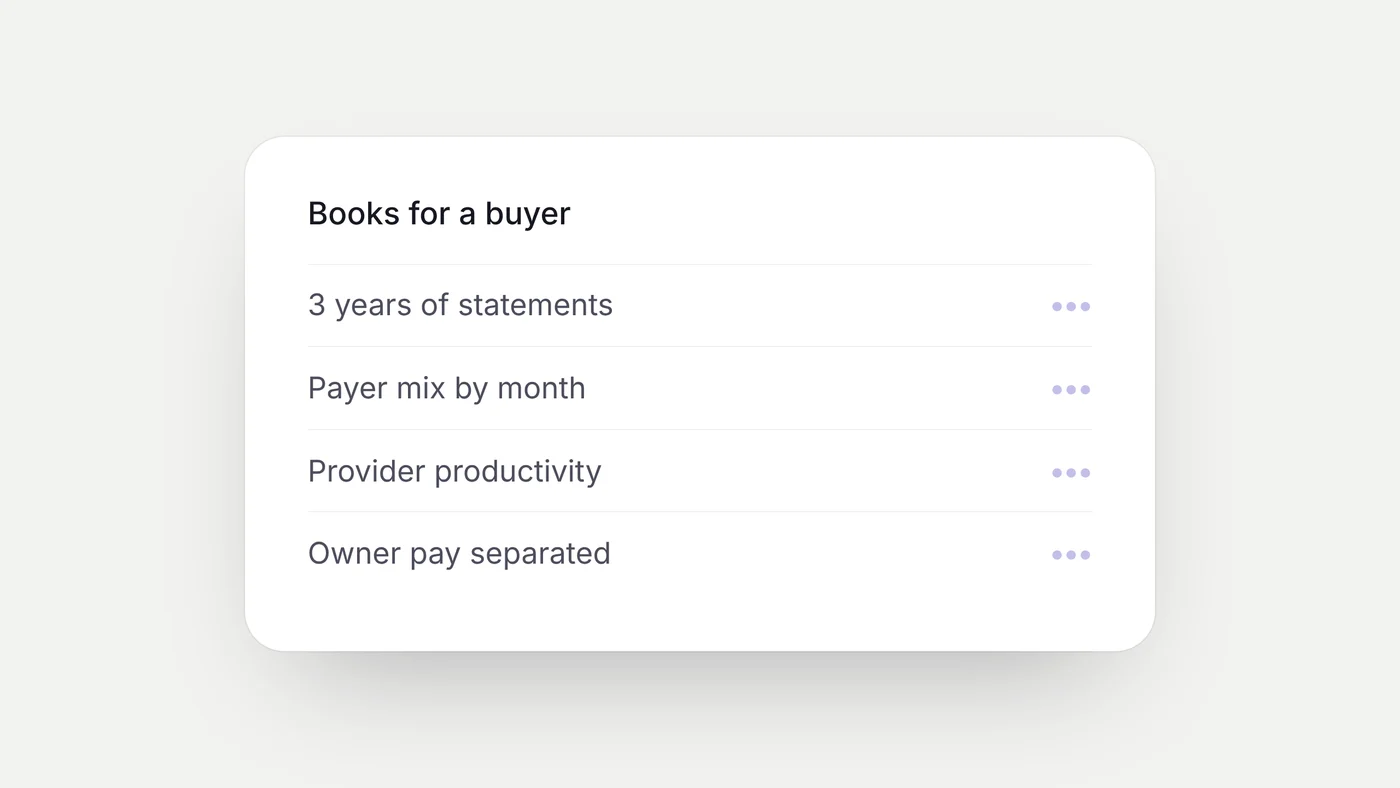 Books for a buyer
3 years of statements
Payer mix by month
Provider productivity
Owner pay separated